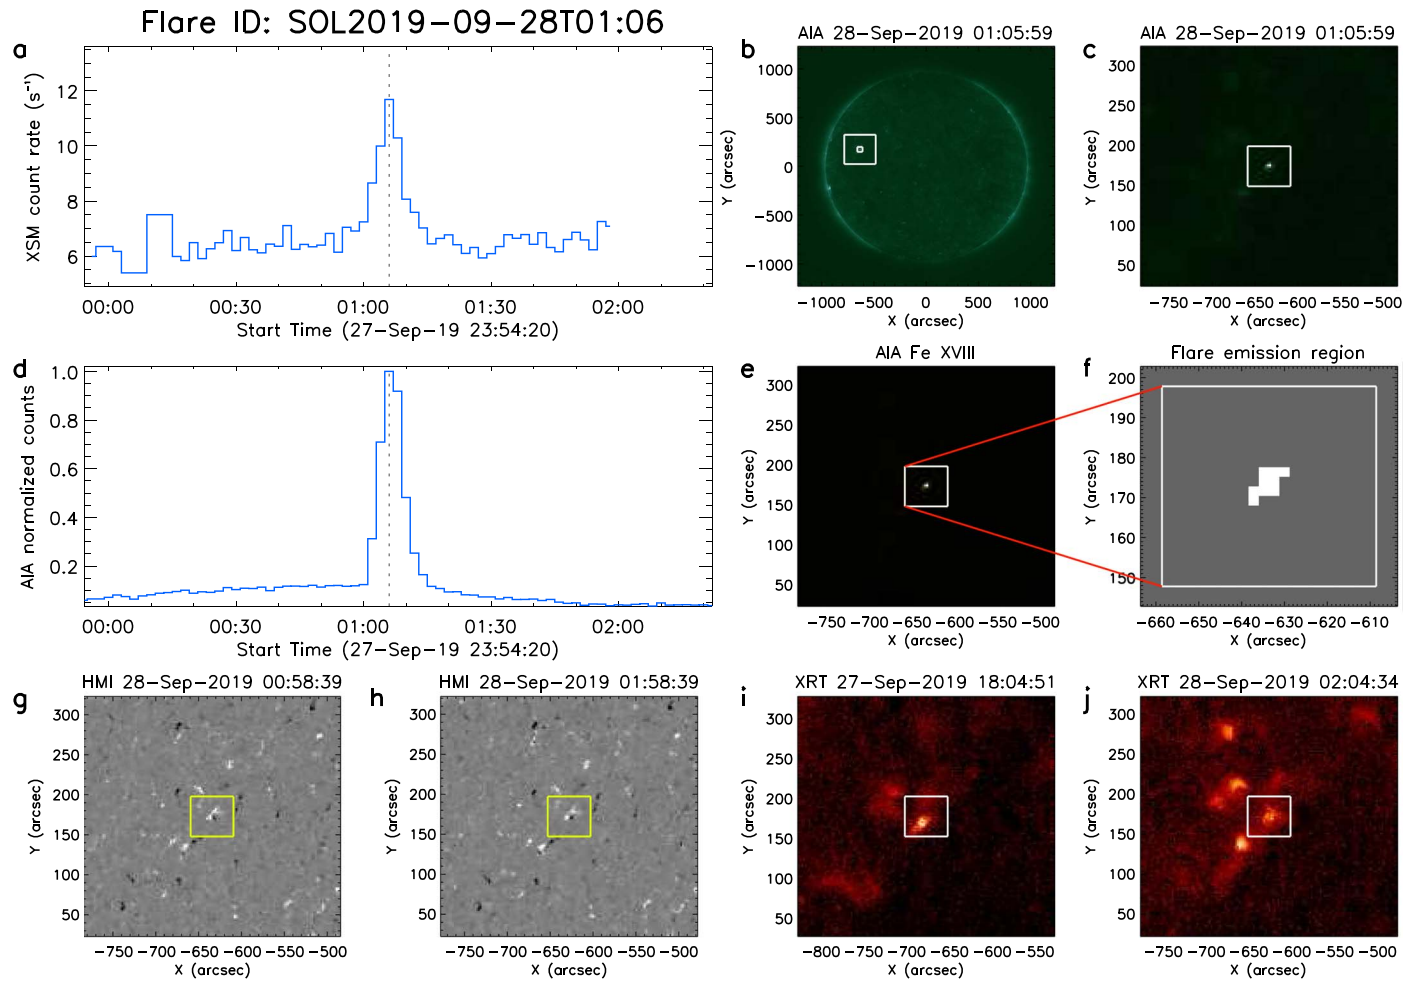 Flare ID: SOL2019-09-28T01:06
a
XSM count rate (s⁻¹)
12
10
8
6
00:00 00:30 01:00 01:30 02:00
Start Time (27-Sep-19 23:54:20)
b
AIA 28-Sep-2019 01:05:59
Y (arcsec)
1000
500
0
-500
-1000
-1000 -500 0 500 1000
X (arcsec)
c
AIA 28-Sep-2019 01:05:59
Y (arcsec)
300
250
200
150
100
50
-750 -700 -650 -600 -550 -500
X (arcsec)
d
AIA normalized counts
1.0
0.8
0.6
0.4
0.2
00:00 00:30 01:00 01:30 02:00
Start Time (27-Sep-19 23:54:20)
e
AIA Fe XVIII
Y (arcsec)
300
250
200
150
100
50
-750 -700 -650 -600 -550 -500
X (arcsec)
f
Flare emission region
Y (arcsec)
200
190
180
170
160
150
-660 -650 -640 -630 -620 -610
X (arcsec)
g
HMI 28-Sep-2019 00:58:39
Y (arcsec)
300
250
200
150
100
50
-750 -700 -650 -600 -550 -500
X (arcsec)
h
HMI 28-Sep-2019 01:58:39
Y (arcsec)
300
250
200
150
100
50
-750 -700 -650 -600 -550 -500
X (arcsec)
i
XRT 27-Sep-2019 18:04:51
Y (arcsec)
300
250
200
150
100
50
-800 -750 -700 -650 -600 -550
X (arcsec)
j
XRT 28-Sep-2019 02:04:34
Y (arcsec)
300
250
200
150
100
50
-750 -700 -650 -600 -550 -500
X (arcsec)